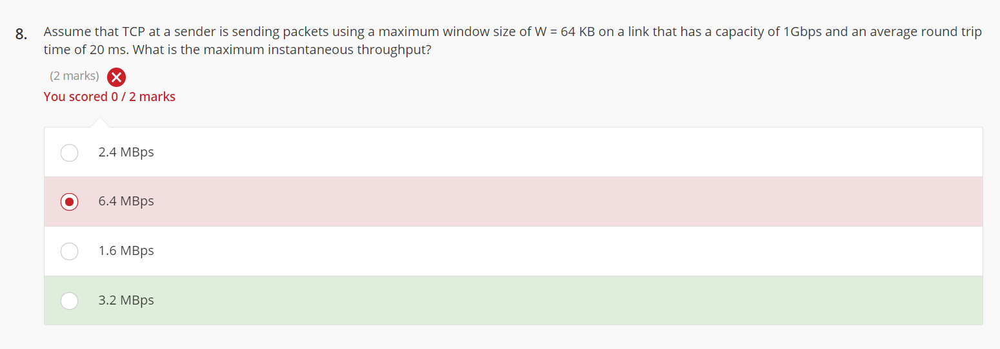 8. Assume that TCP at a sender is sending packets using a maximum window size of W = 64 KB on a link that has a capacity of 1Gbps and an average round trip
time of 20 ms. What is the maximum instantaneous throughput?
(2 marks)
You scored 0 / 2 marks
2.4 MBps
6.4 MBps
1.6 MBps
3.2 MBps